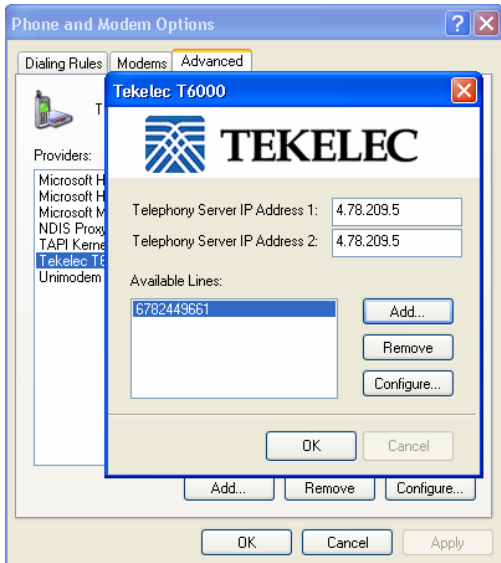 Phone and Modem Options
Dialing Rules Modems Advanced
Tekelec T6000
T
TEKELEC
Providers:
Microsoft H
Microsoft H
Microsoft M
NDIS Proxy
TAPI Kerne
Tekelec T6
Unimodem
Telephony Server IP Address 1: 4.78.209.5
Telephony Server IP Address 2: 4.78.209.5
Available Lines:
6782449661
Add...
Remove
Configure...
OK Cancel
Add... Remove Configure...
OK Cancel Apply